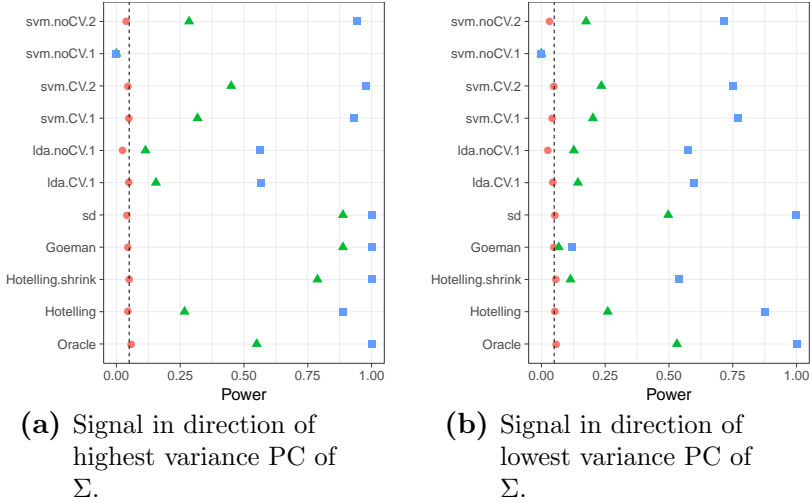 svm.noCV.2
svm.noCV.1
svm.CV.2
svm.CV.1
lda.noCV.1
lda.CV.1
sd
Goeman
Hotelling.shrink
Hotelling
Oracle
0.00 0.25 0.50 0.75 1.00
Power
(a) Signal in direction of
highest variance PC of
Σ.
svm.noCV.2
svm.noCV.1
svm.CV.2
svm.CV.1
lda.noCV.1
lda.CV.1
sd
Goeman
Hotelling.shrink
Hotelling
Oracle
0.00 0.25 0.50 0.75 1.00
Power
(b) Signal in direction of
lowest variance PC of
Σ.